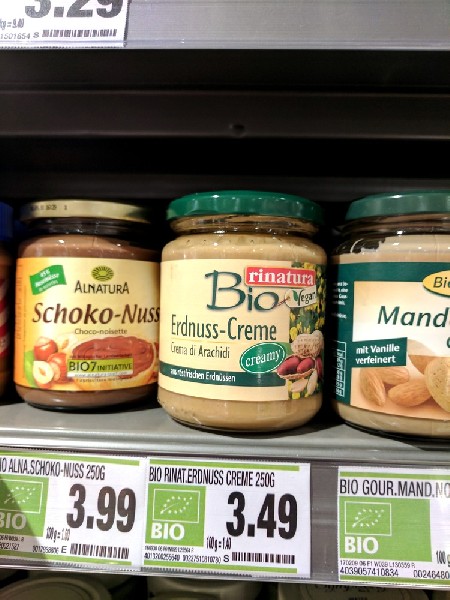 3.29
ALNATURA
Schoko-Nuss
Choco-noisette
BIO7 INITIATIVE
rinatura
Bio
Vegan
Erdnuss-Creme
Crema di Arachidi
creamy
Bio
Mand
mit Vanille
verfeinert
IO ALNA.SCHOKO-NUSS 250G
BIO
3.99
BIO RINAT.ERDNUSS CREME 250G
BIO
3.49
BIO GOUR.MAND.NO
BIO
100 g